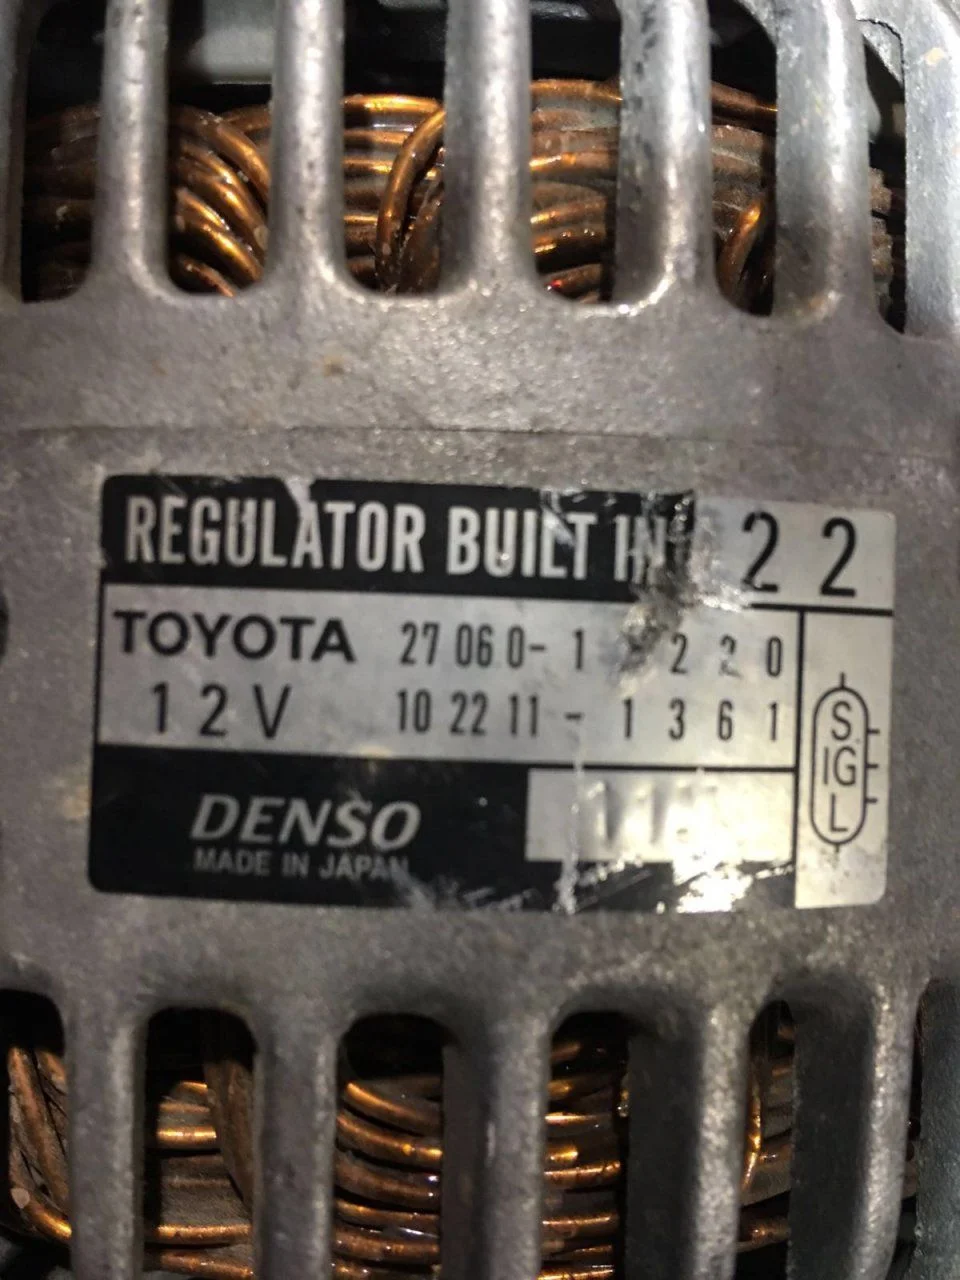 REGULATOR BUILT IN 22
TOYOTA 27060-1 220
12V 102211-1361
S
IG
L
DENSO
MADE IN JAPAN